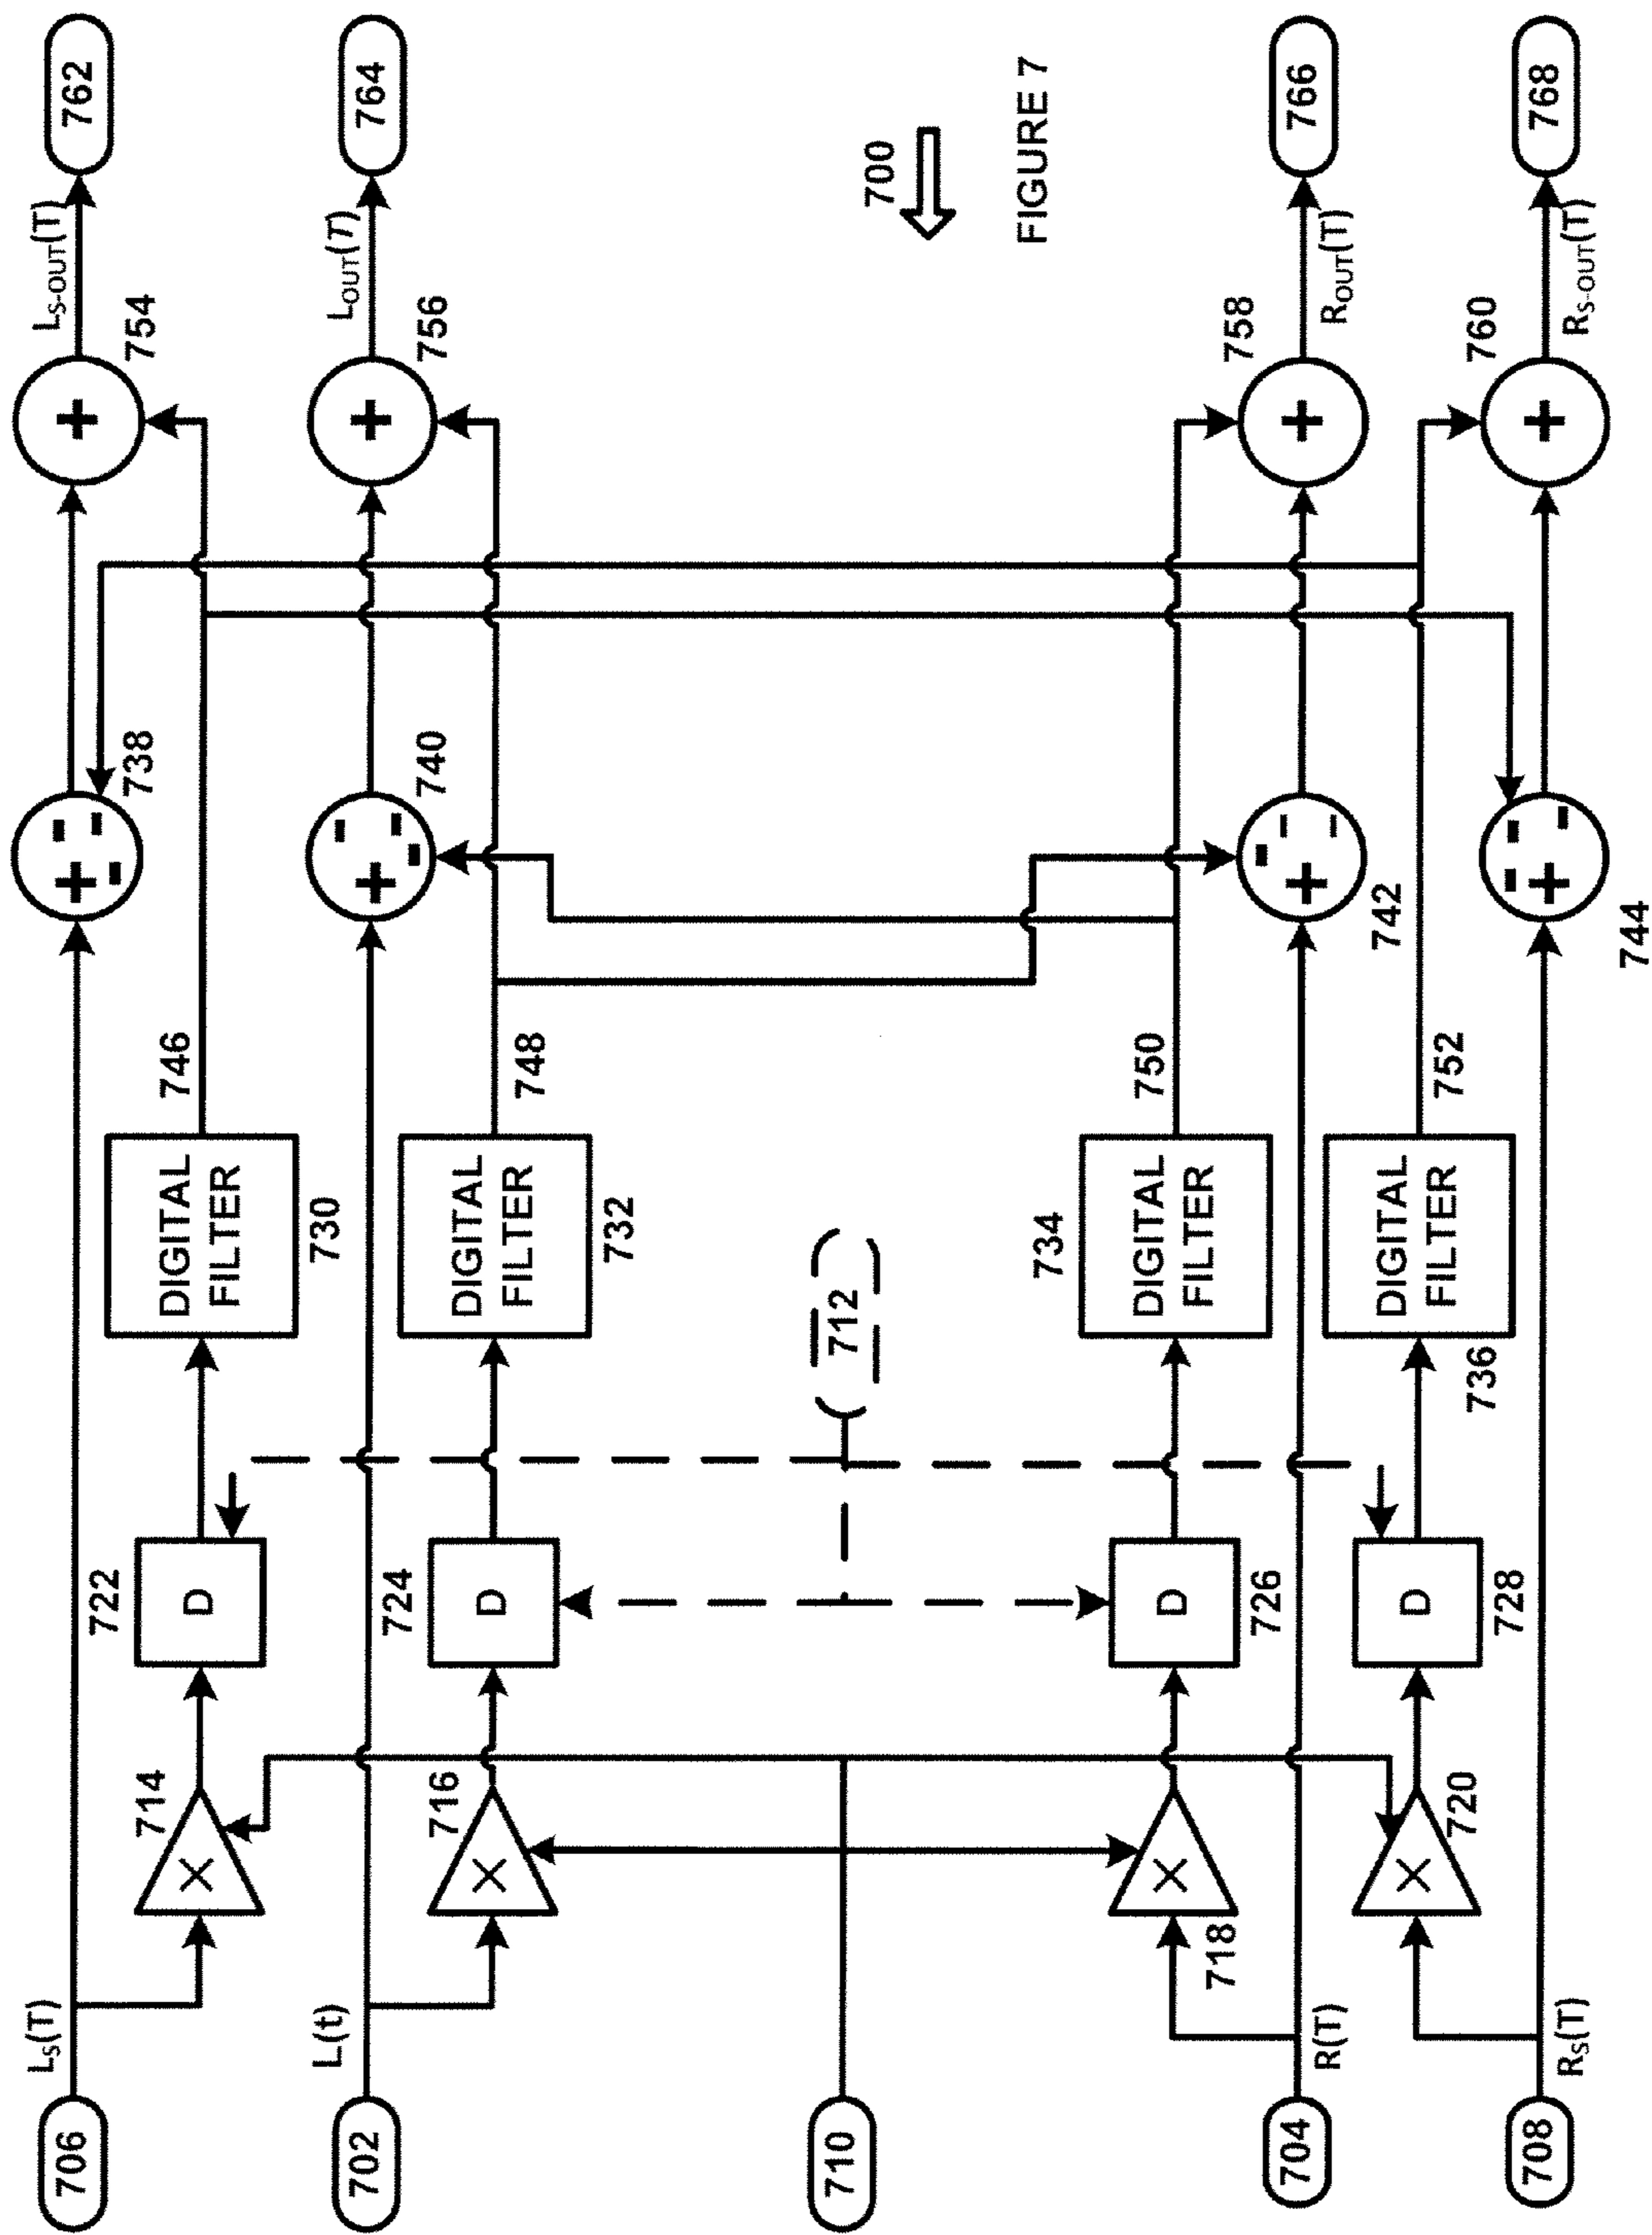 706
LS(T)
714
×
722
D
730
DIGITAL
FILTER
746
738
+
-
-
-
754
+
LS-OUT(T)
762
702
L(t)
716
×
724
D
732
DIGITAL
FILTER
748
740
+
-
-
-
756
+
LOUT(T)
764
710
712
700
FIGURE 7
704
R(T)
718
×
726
D
734
DIGITAL
FILTER
750
742
+
-
-
-
758
+
ROUT(T)
766
708
RS(T)
720
×
728
D
736
DIGITAL
FILTER
752
744
+
-
-
-
760
+
RS-OUT(T)
768